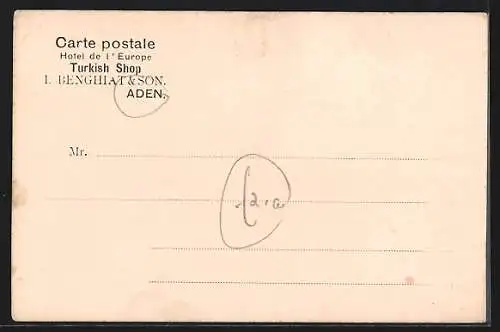 Carte postale
Hotel de L'Europe
Turkish Shop
I. BENGHIAT & SON.
ADEN.
Mr.